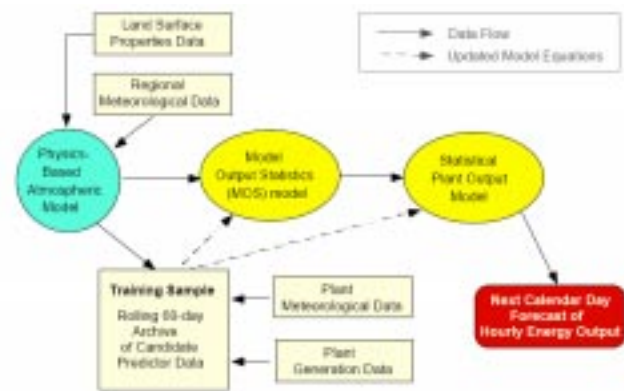 Land Surface
Properties Data
Data Flow
Updated Model Equations
Regional
Meteorological Data
Physics-
Based
Atmospheric
Model
Model
Output Statistics
(MOS) model
Statistical
Plant Output
Model
Training Sample
Rolling 60-day
Archive
of Candidate
Predictor Data
Plant
Meteorological Data
Plant
Generation Data
Next Calendar Day
Forecast of
Hourly Energy Output